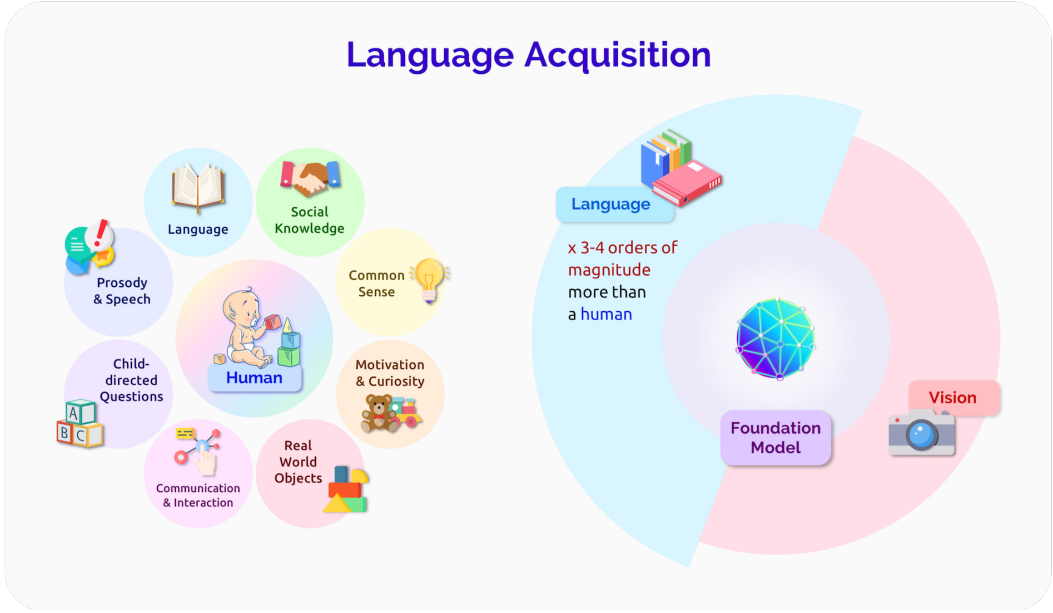 Language Acquisition
Language
Social
Knowledge
Prosody
& Speech
Common
Sense
Child-
directed
Questions
A
B C
Human
Motivation
& Curiosity
Communication
& Interaction
Real
World
Objects
Language
x 3-4 orders of
magnitude
more than
a human
Foundation
Model
Vision